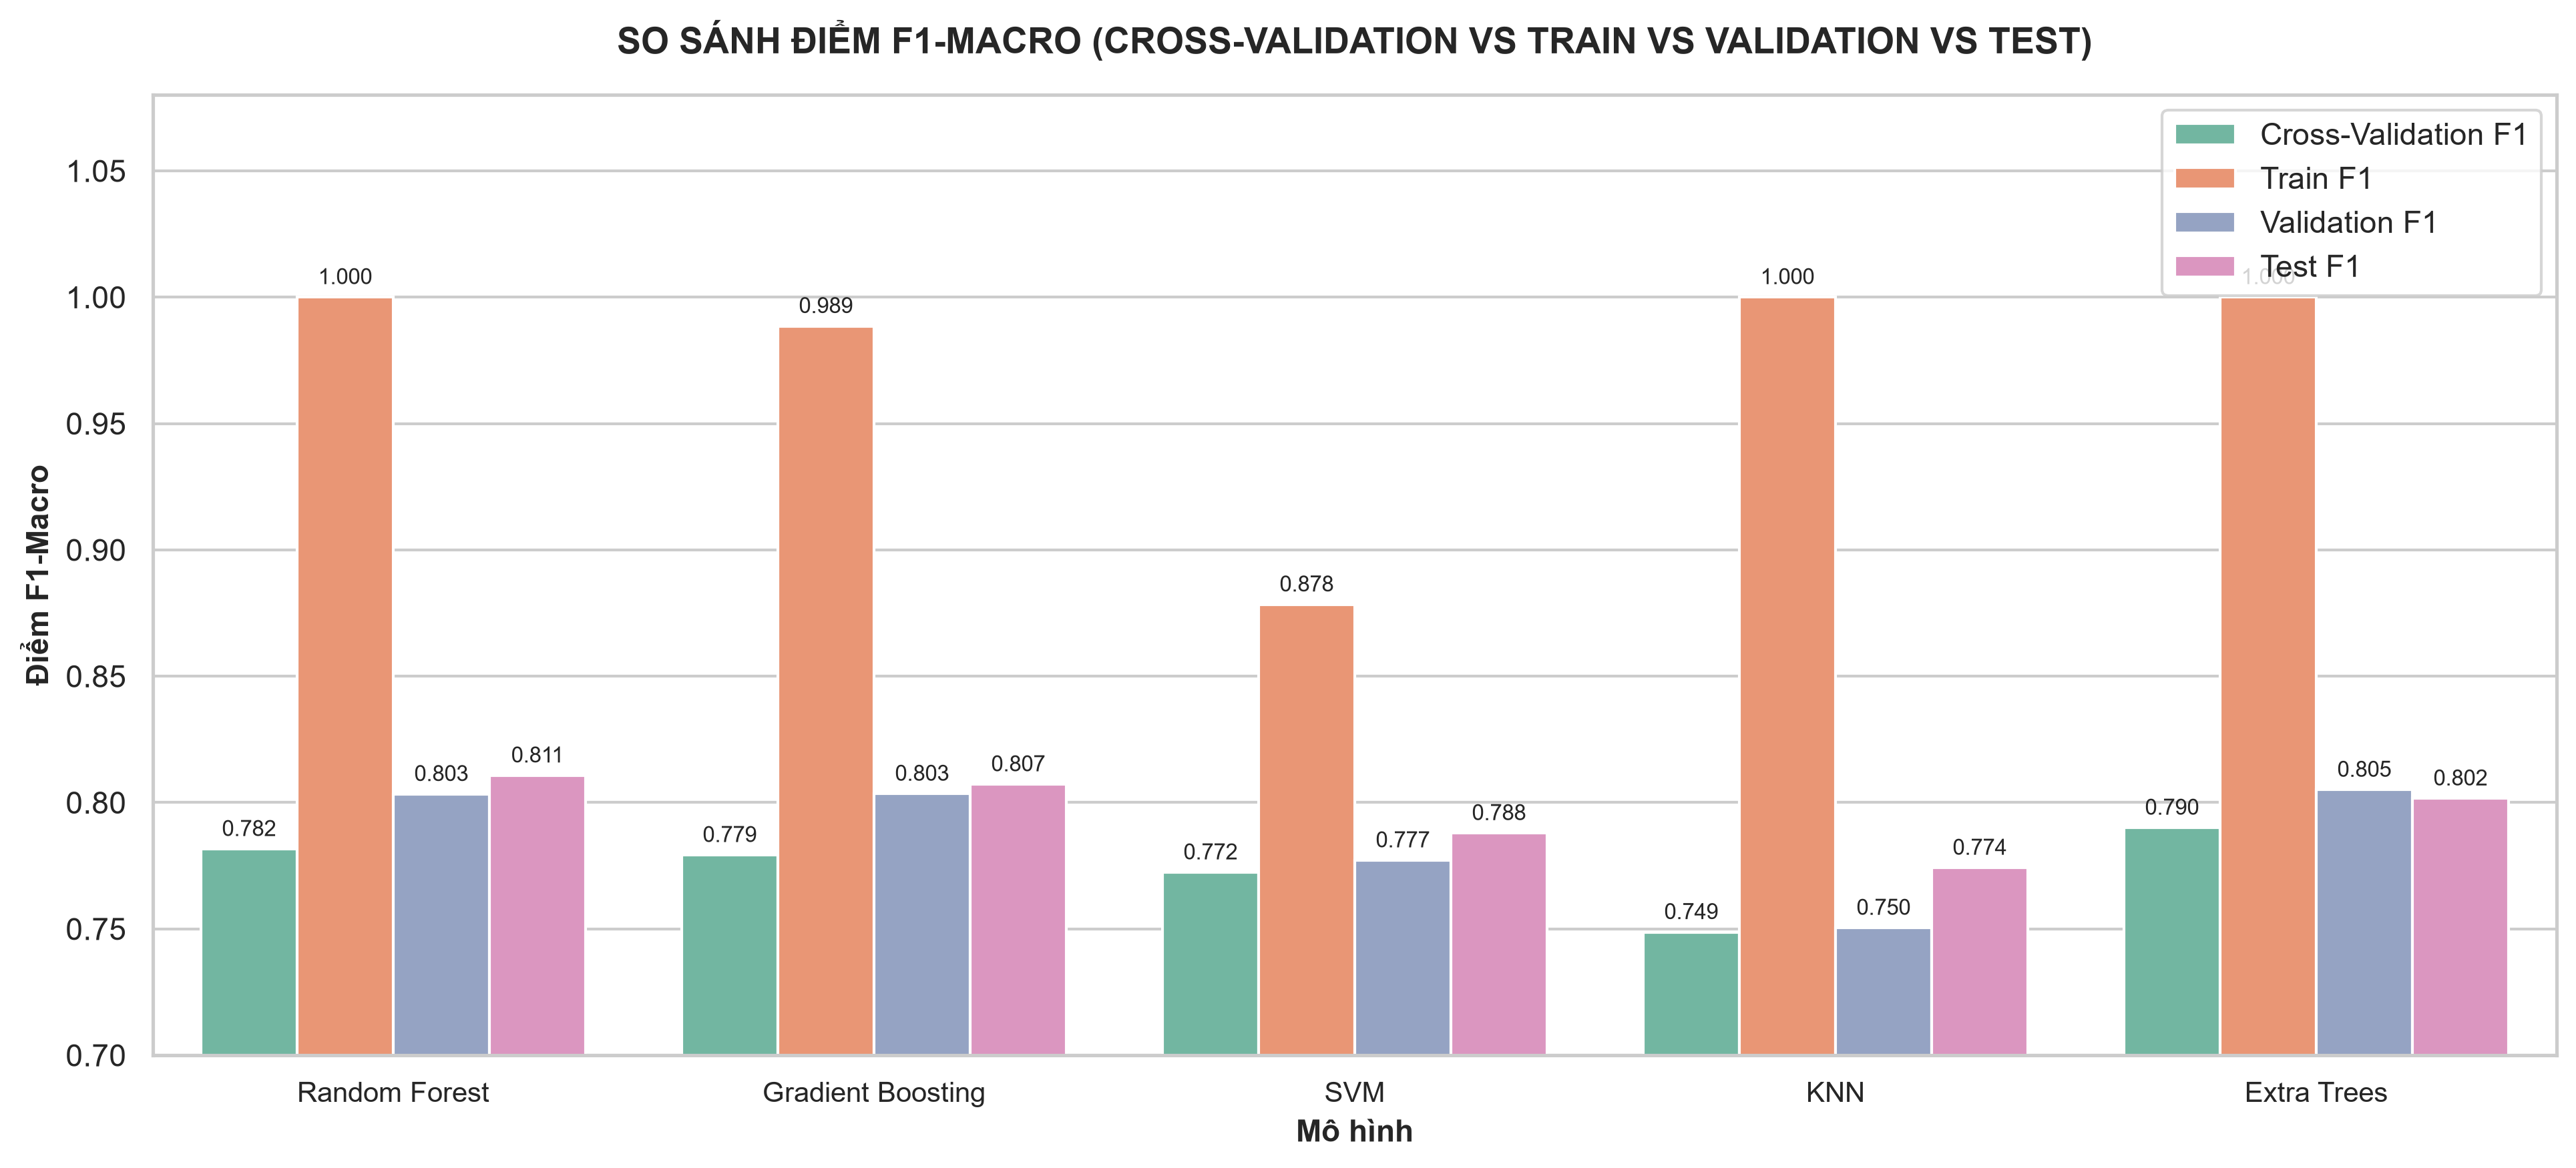 SO SÁNH ĐIỂM F1-MACRO (CROSS-VALIDATION VS TRAIN VS VALIDATION VS TEST)
Cross-Validation F1
Train F1
Validation F1
Test F1
Điểm F1-Macro
1.05
1.00
0.95
0.90
0.85
0.80
0.75
0.70
0.782
1.000
0.803
0.811
0.779
0.989
0.803
0.807
0.772
0.878
0.777
0.788
0.749
1.000
0.750
0.774
0.790
1.000
0.805
0.802
Random Forest
Gradient Boosting
SVM
KNN
Extra Trees
Mô hình